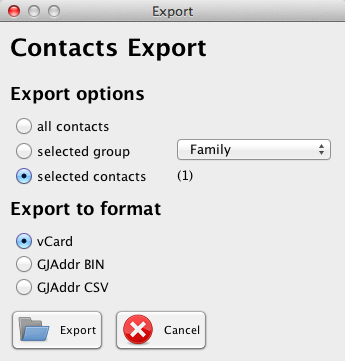 Export
Contacts Export
Export options
all contacts
selected group Family
selected contacts (1)
Export to format
vCard
GJAddr BIN
GJAddr CSV
Export Cancel